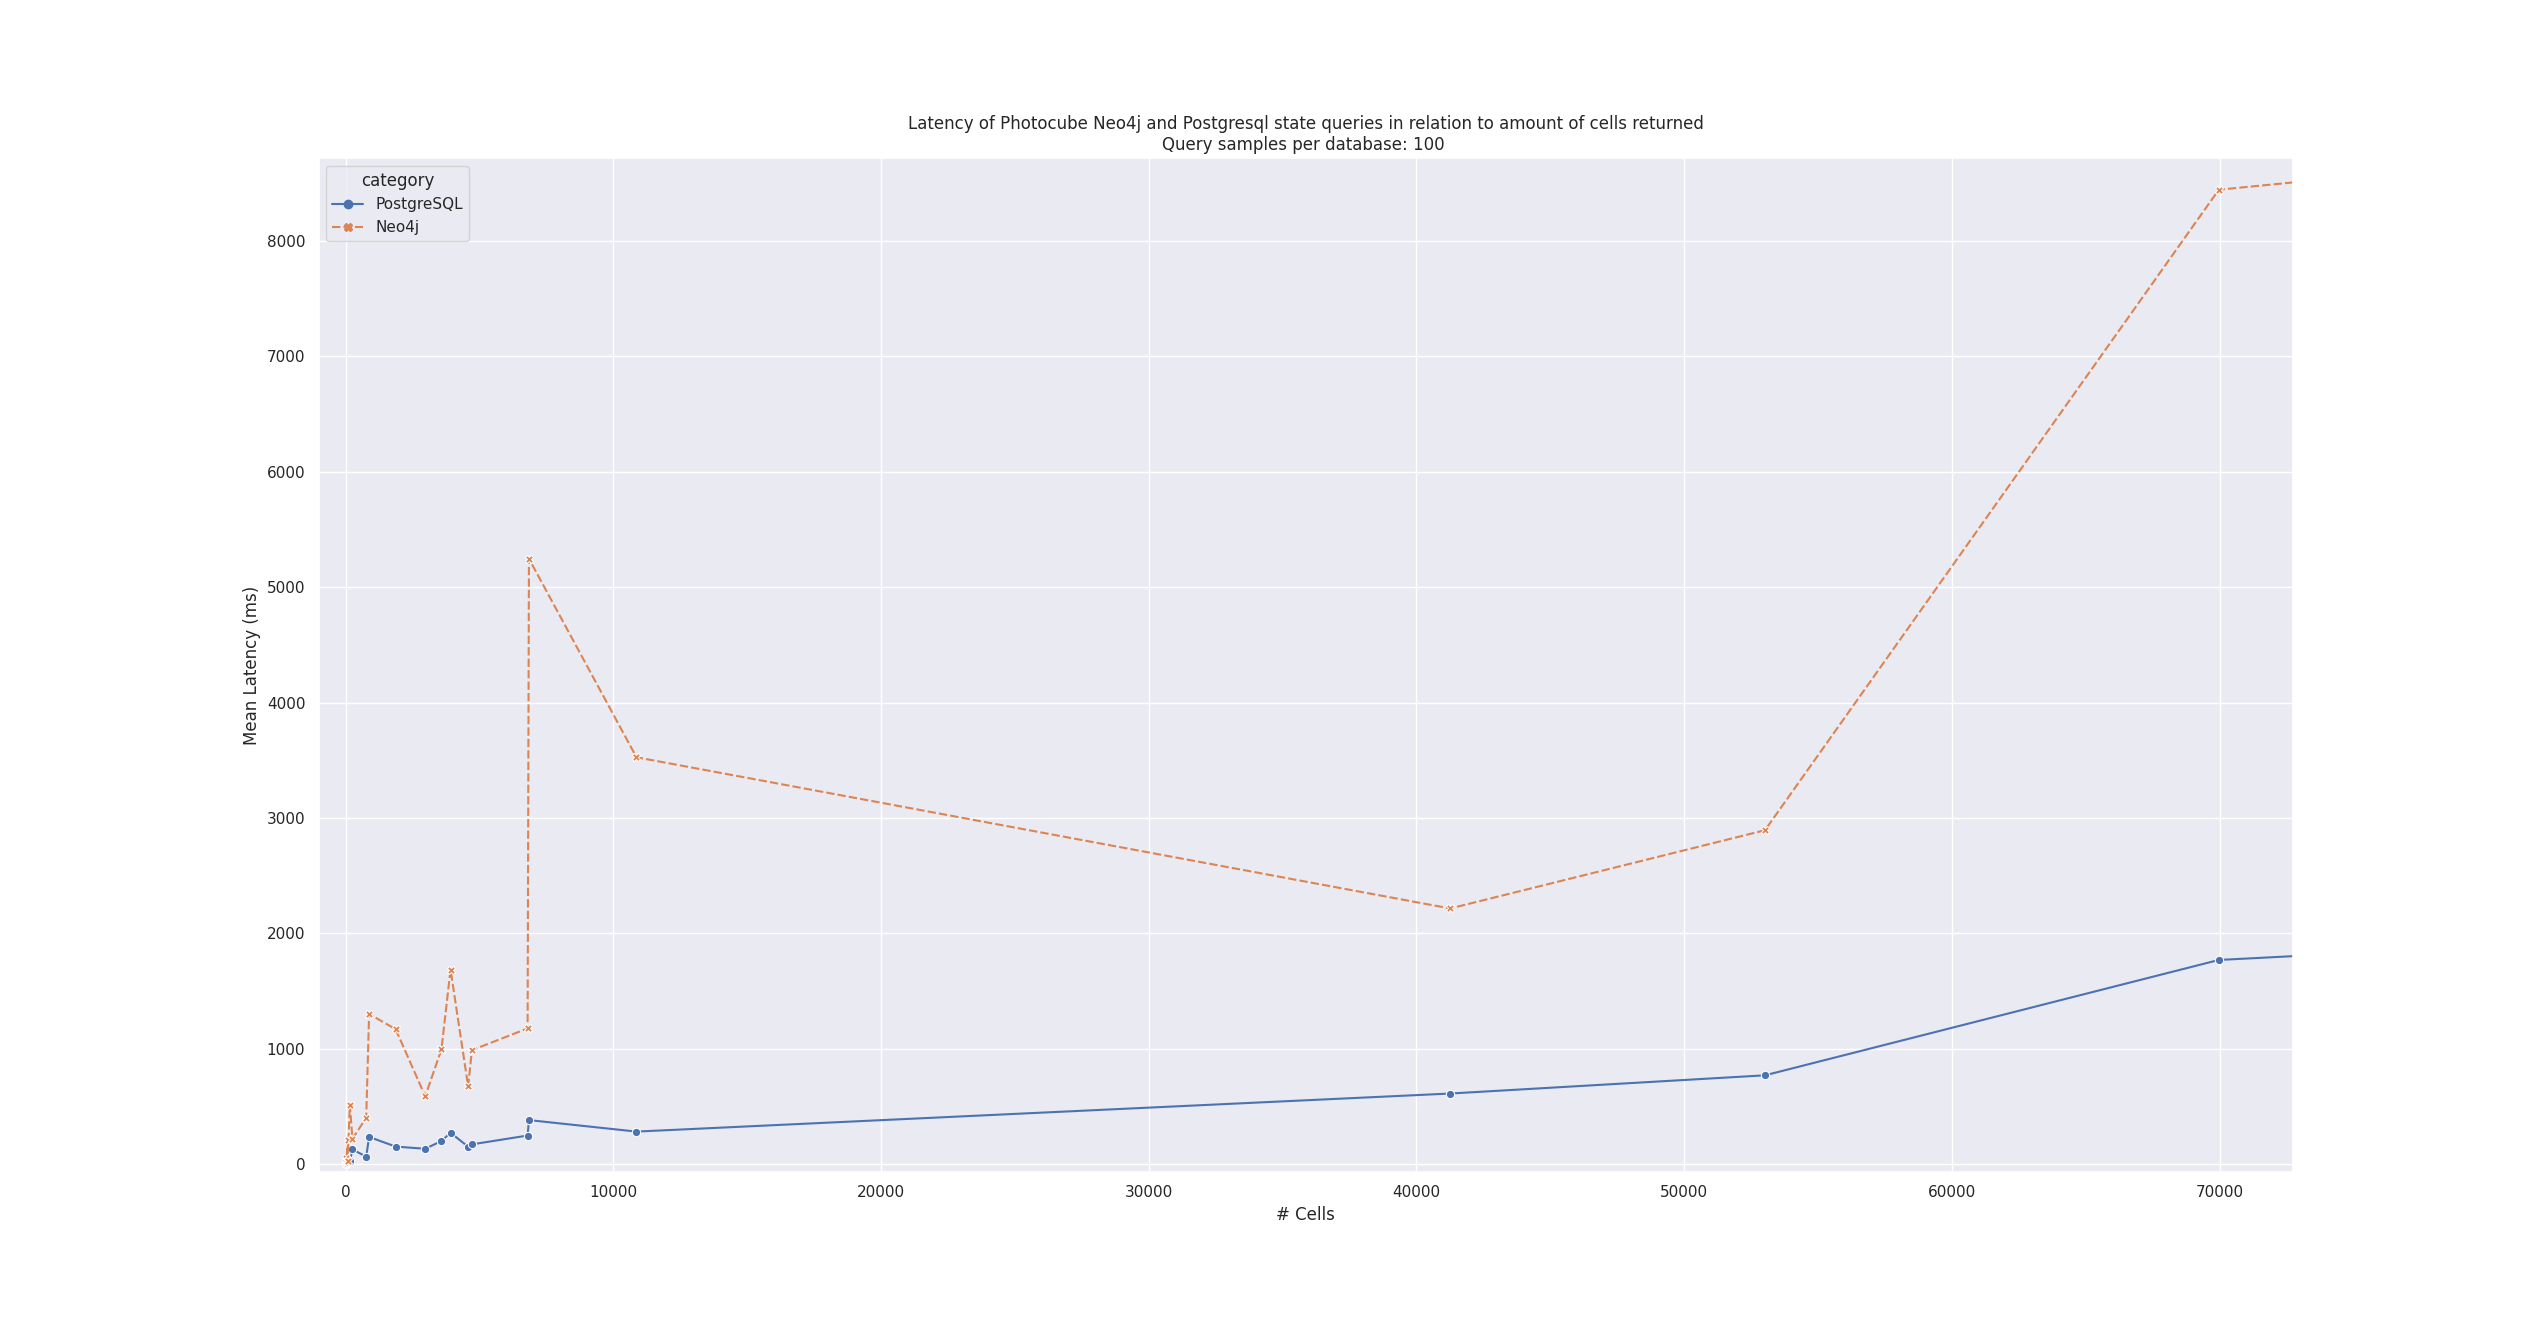 Latency of Photocube Neo4j and Postgresql state queries in relation to amount of cells returned
Query samples per database: 100
category
PostgreSQL
Neo4j
8000
7000
6000
5000
4000
3000
2000
1000
0
Mean Latency (ms)
0 10000 20000 30000 40000 50000 60000 70000
# Cells